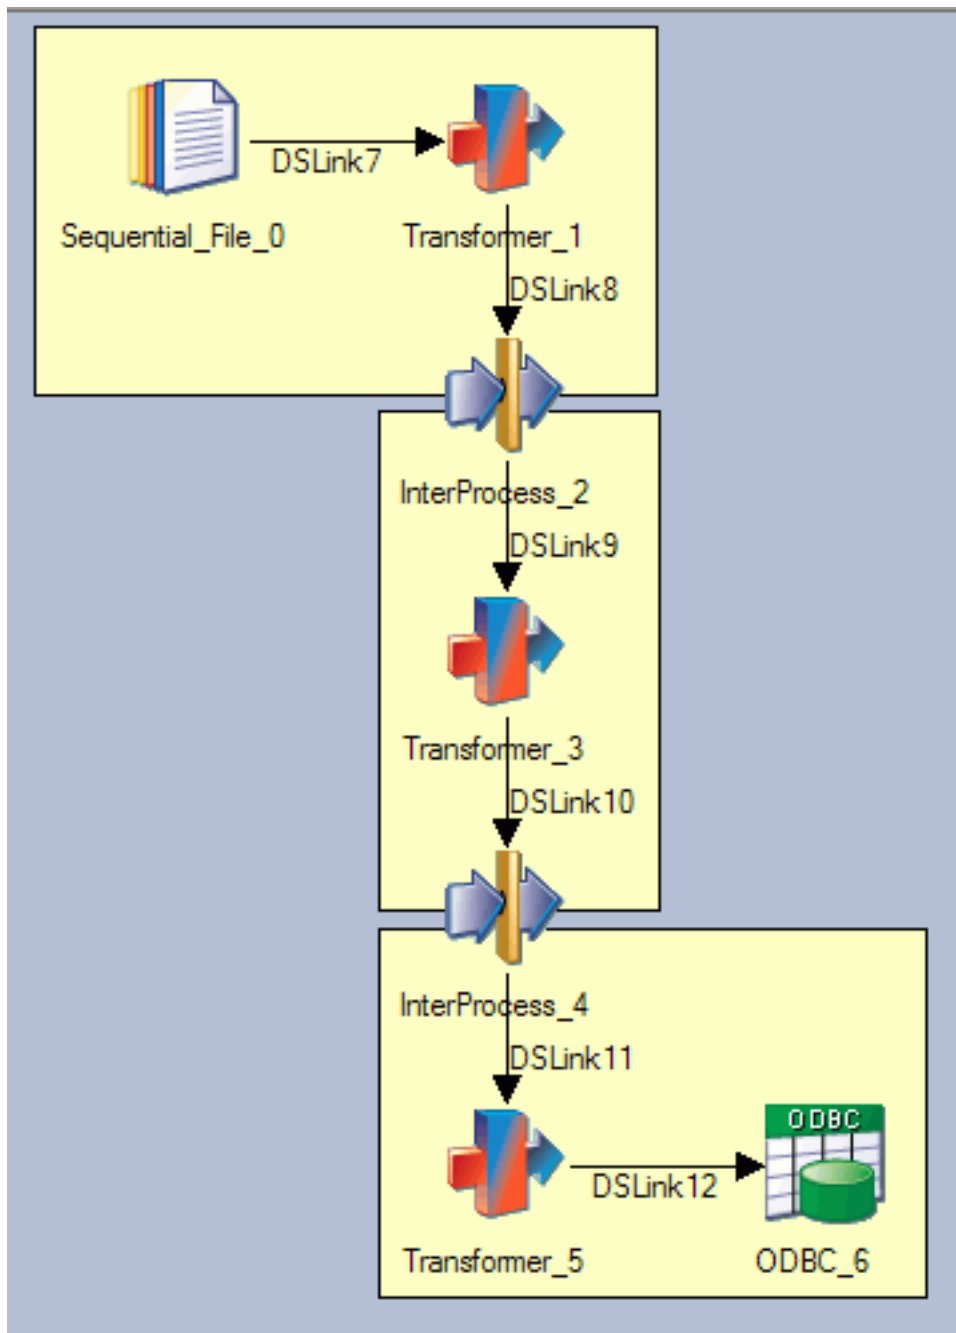 DSLink7
Sequential_File_0
Transformer_1
DSLink8
InterProcess_2
DSLink9
Transformer_3
DSLink10
InterProcess_4
DSLink11
ODBC
DSLink12
Transformer_5
ODBC_6